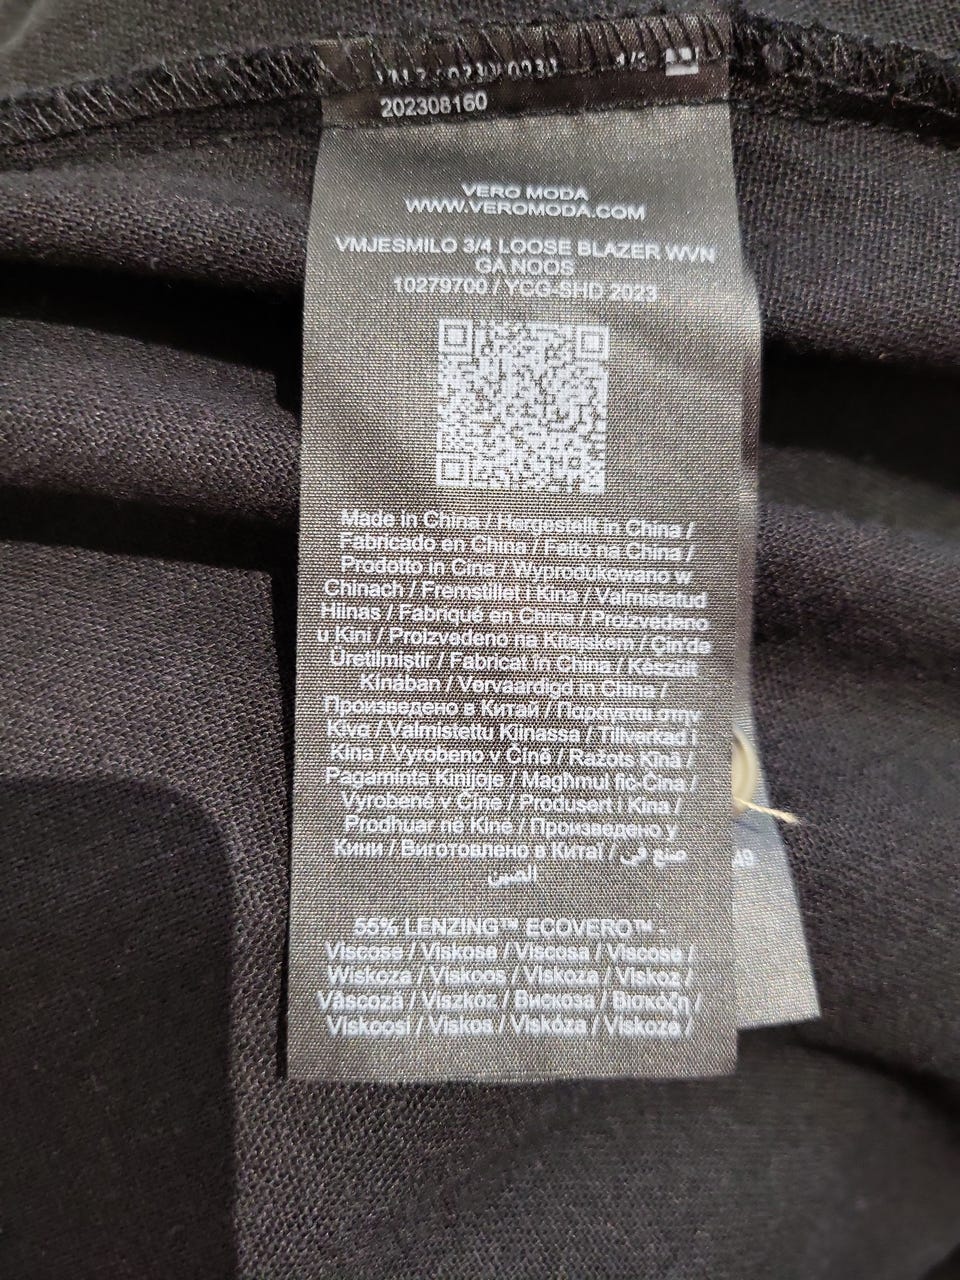 202308160
VERO MODA
WWW.VEROMODA.COM
VMJESMILO 3/4 LOOSE BLAZER WVN
GA NOOS
10279700 / YCG-SHD 2023
Made in China / Hergestellt in China /
Fabricado en China / Feito na China /
Prodotto in Cina / Wyprodukowano w
Chinach / Fremstillet i Kina / Valmistatud
Hiinas / Fabriqué en Chine / Proizvedeno
u Kini / Proizvedeno na Kitajskem / Çin'de
Üretilmiştir / Fabricat in China / Készült
Kínában / Vervaardigd in China /
Произведено в Китай / Παράγεται στην
Κίνα / Valmistettu Kiinassa / Tillverkad i
Kina / Vyrobeno v Číně / Ražots Ķīnā /
Pagaminta Kinijoje / Magħmul fiċ-Ċina /
Vyrobené v Číne / Produsert i Kina /
Prodhuar në Kinë / Произведено у
Кини / Виготовлено в Китаї / صنع في
الصين
55% LENZING™ ECOVERO™ -
Viscose / Viskose / Viscosa / Viscose /
Wiskoza / Viskoos / Viskoza / Viskoz /
Vâscoză / Viszkóz / Вискоза / Βισκόζη /
Viskoosi / Viskos / Viskóza / Viskoze /